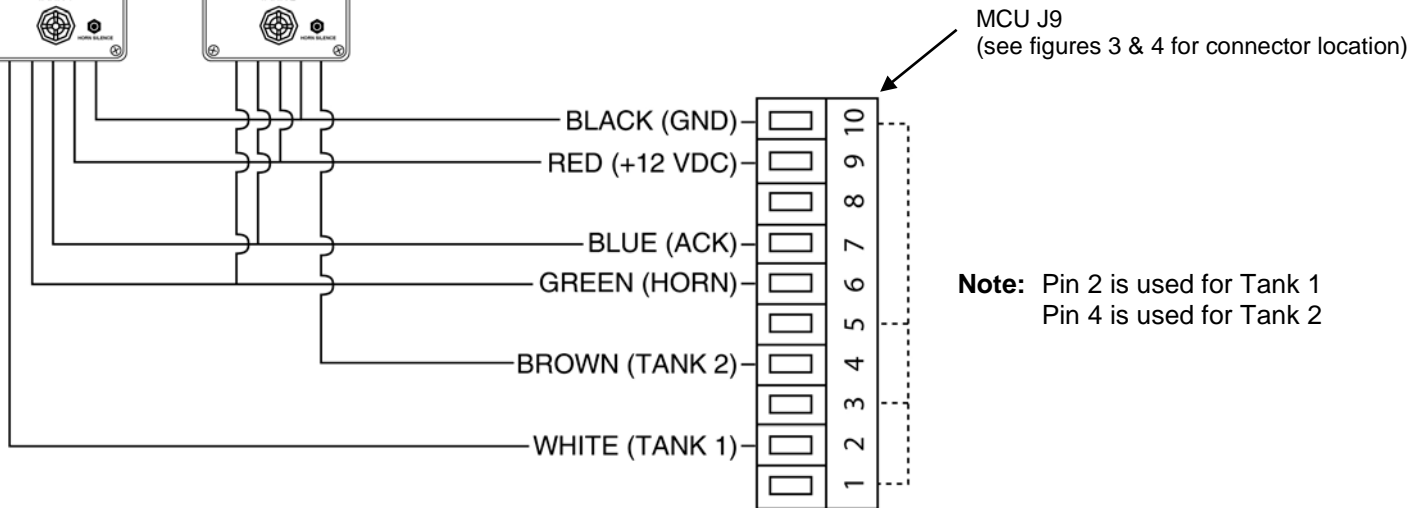 HORN SILENCE
HORN SILENCE
MCU J9
(see figures 3 & 4 for connector location)
BLACK (GND)
10
RED (+12 VDC)
9
8
BLUE (ACK)
7
GREEN (HORN)
6
Note: Pin 2 is used for Tank 1
Pin 4 is used for Tank 2
5
BROWN (TANK 2)
4
3
WHITE (TANK 1)
2
1